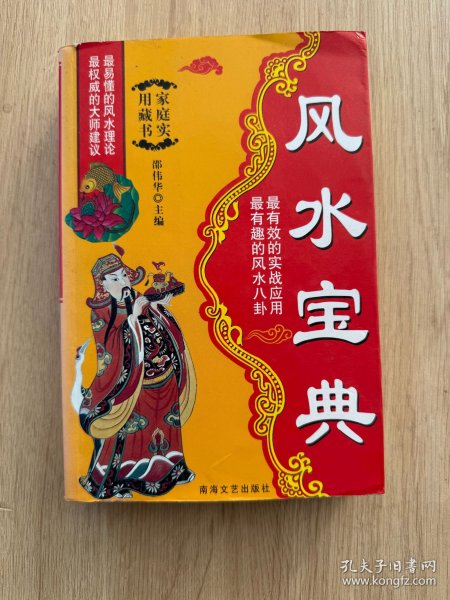 风水宝典
最有效的实战应用
最有趣的风水八卦
家庭实
用藏书
邵伟华◎主编
最易懂的风水理论
最权威的大师建议
南海文艺出版社
孔夫子旧书网
www.kongfz.com